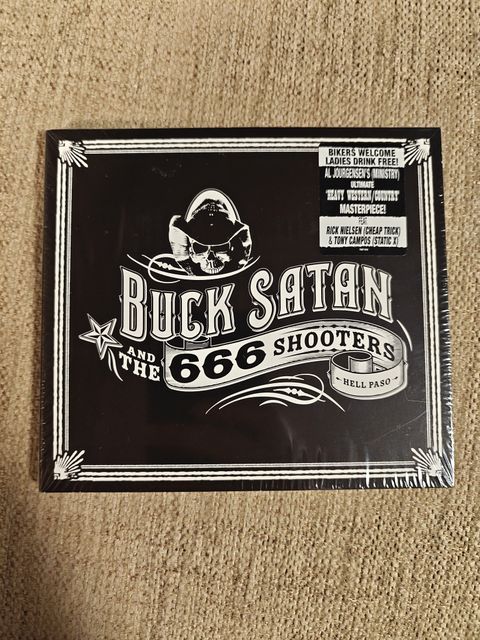 BIKERS WELCOME
LADIES DRINK FREE!
AL JOURGENSEN'S (MINISTRY)
ULTIMATE
"HEAVY WESTERN/COUNTRY"
MASTERPIECE!
FEAT.
RICK NIELSEN (CHEAP TRICK)
& TONY CAMPOS (STATIC X)
BUCK SATAN
AND THE 666 SHOOTERS
- HELL PASO -